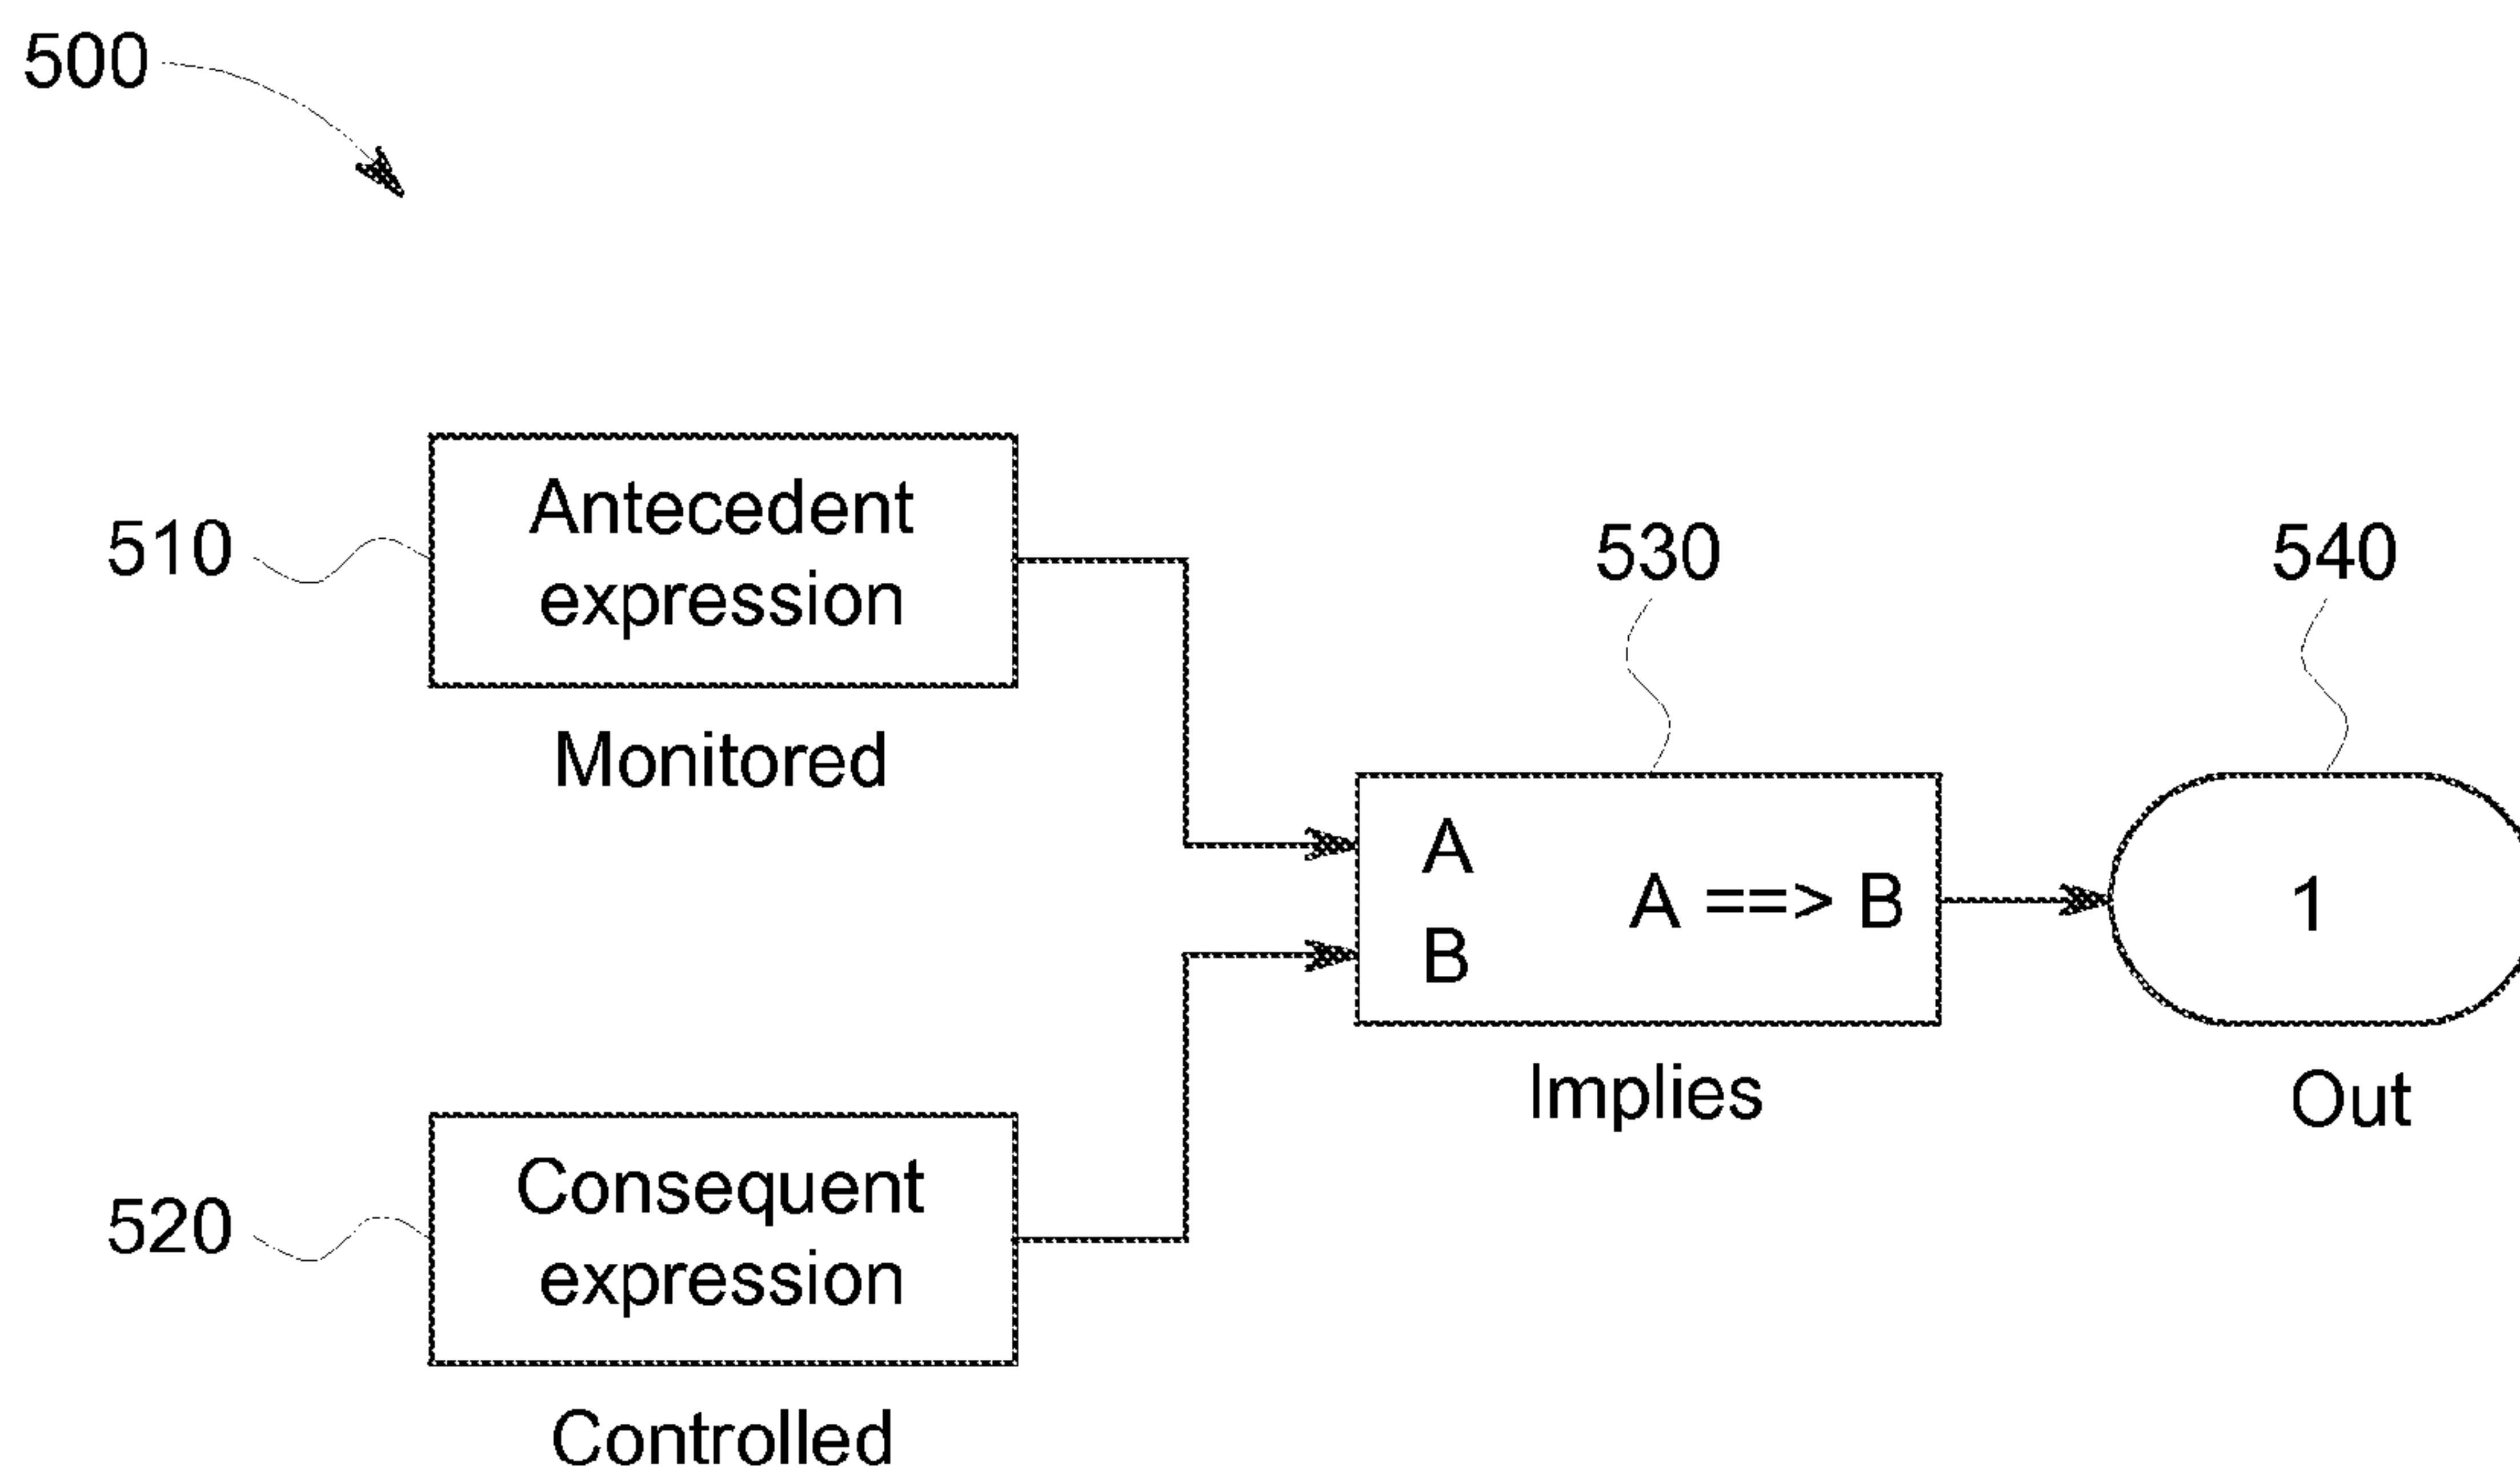 500
510
Antecedent
expression
Monitored
530
540
A
B
A ==> B
1
Implies
Out
520
Consequent
expression
Controlled